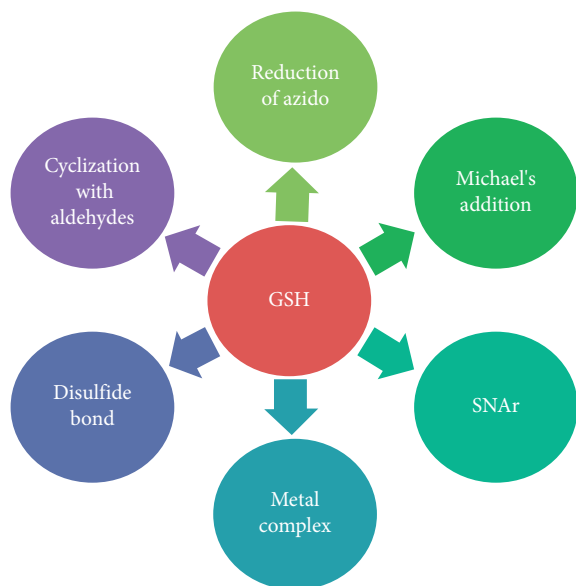 Reduction
of azido
Michael's
addition
SNAr
Metal
complex
Disulfide
bond
Cyclization
with
aldehydes
GSH